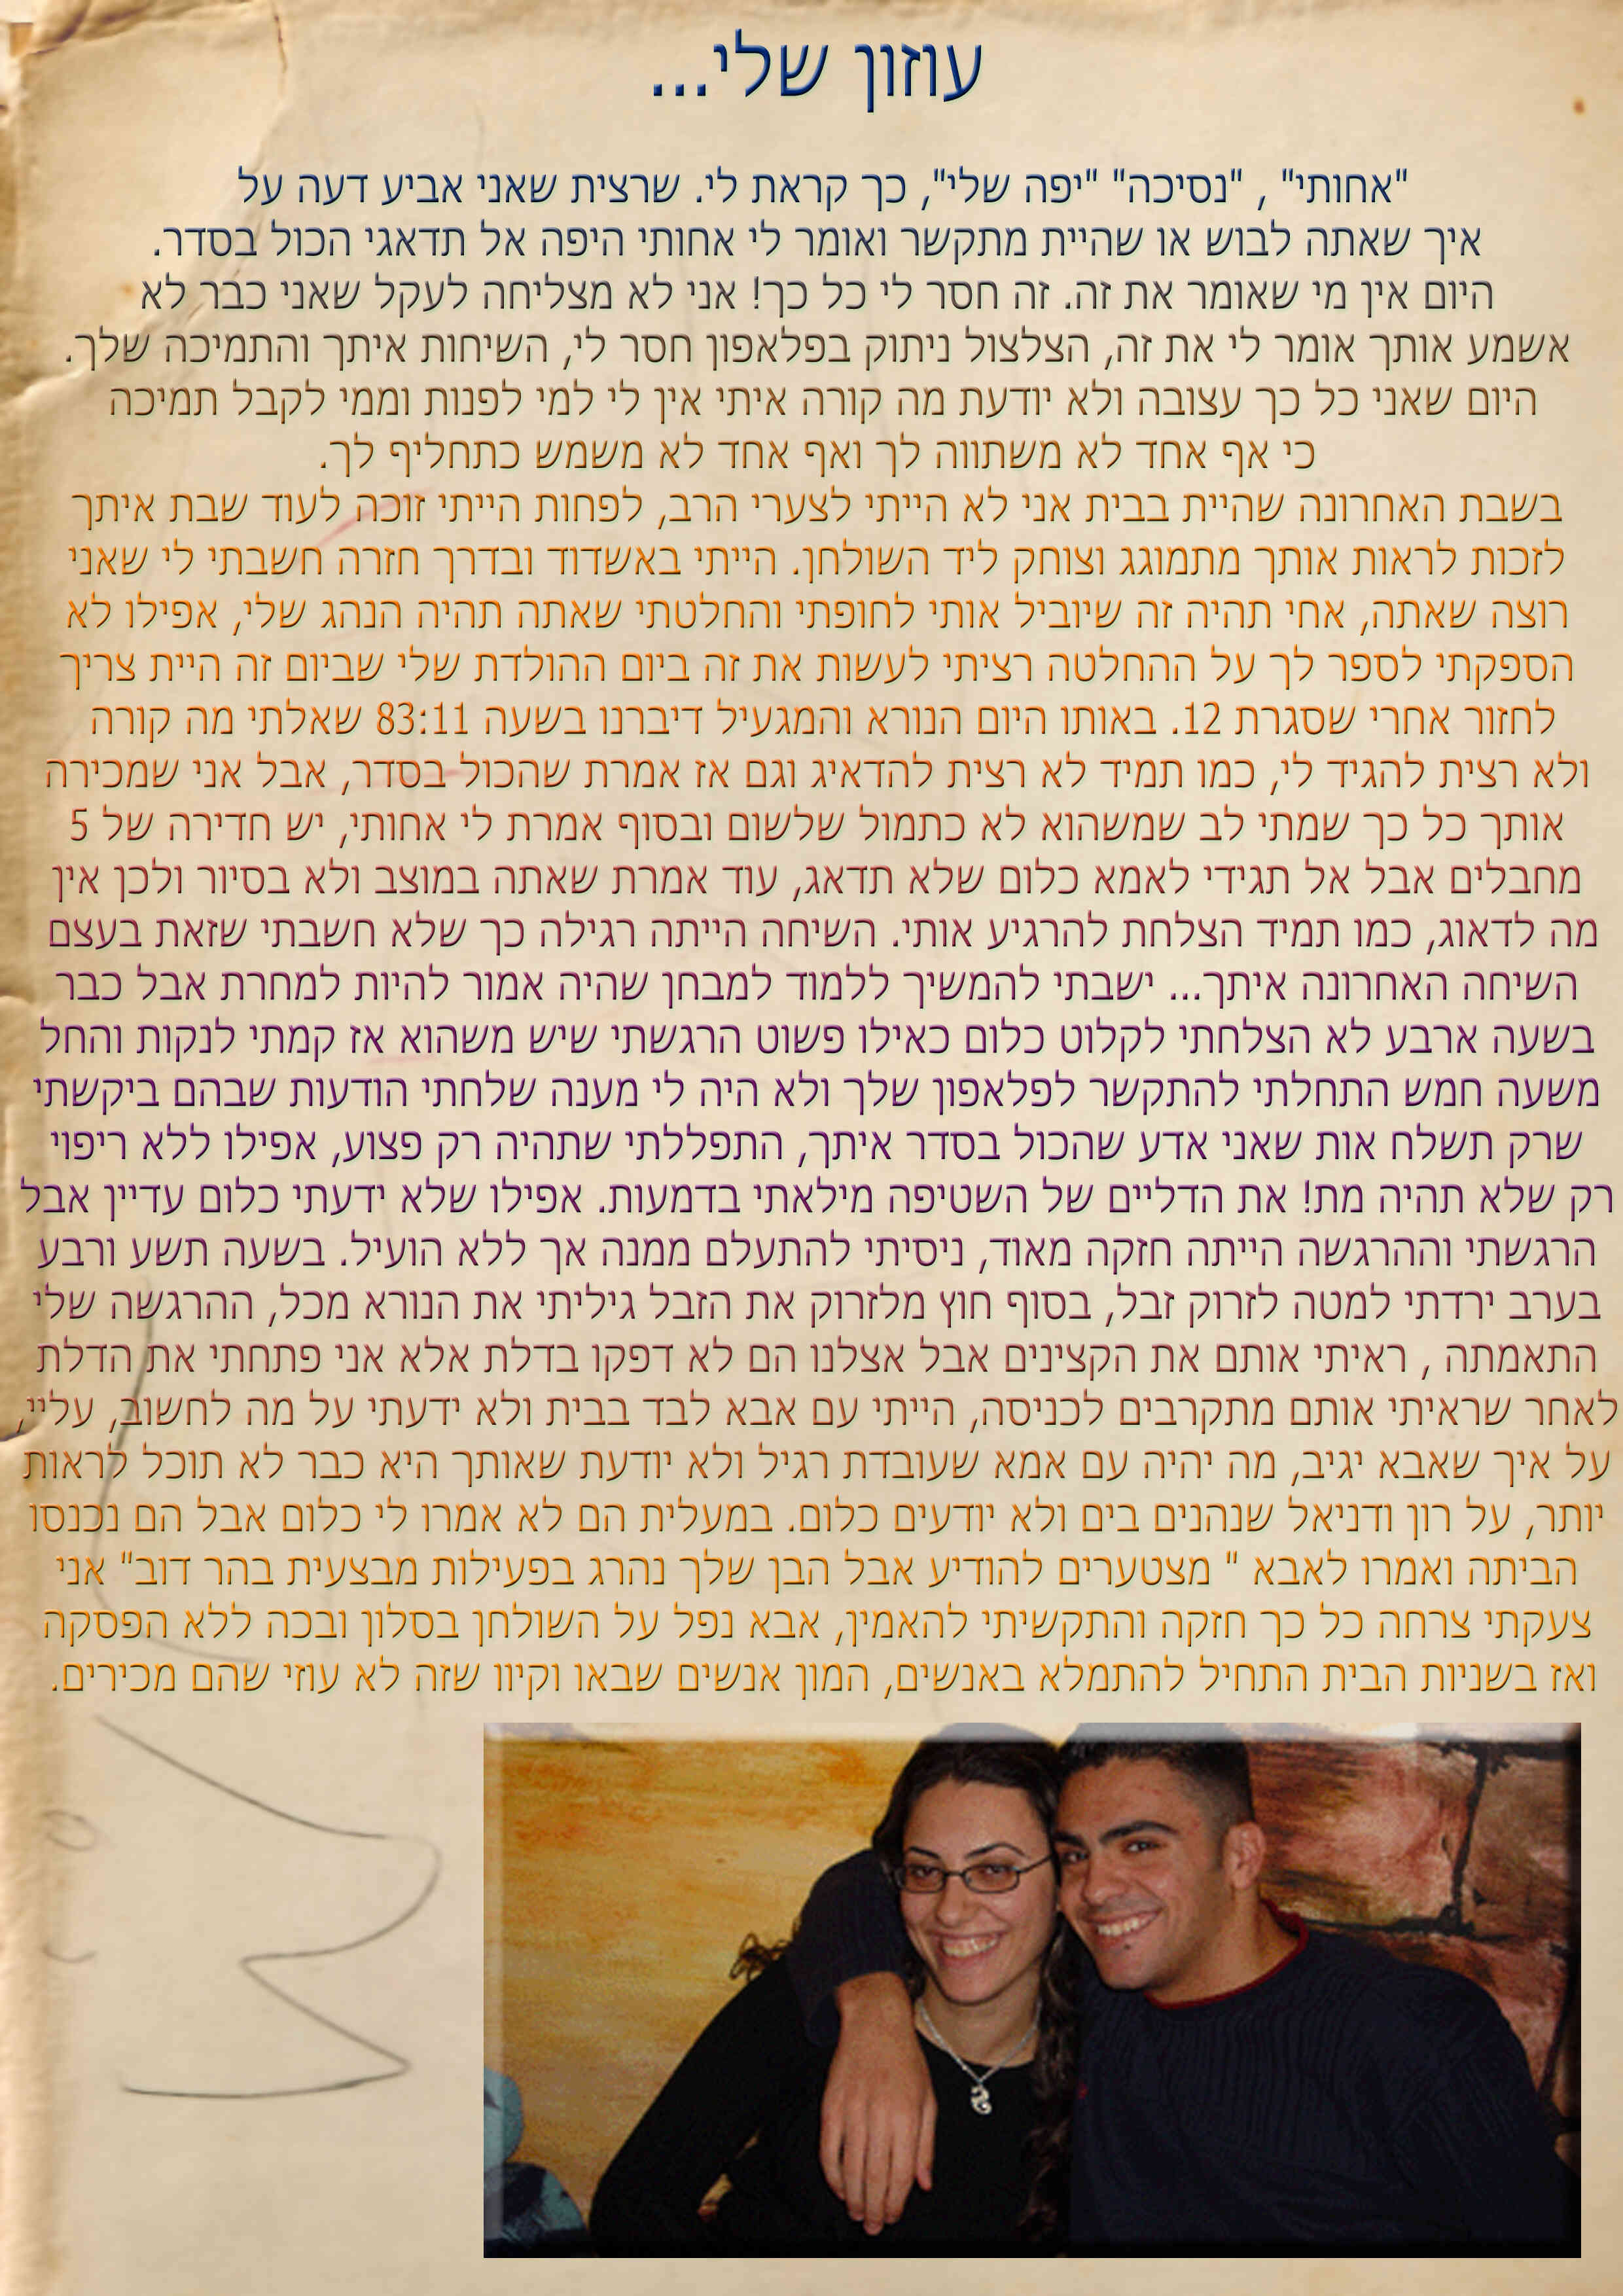 עוזון שלי...
"אחותי" , "נסיכה" "יפה שלי", כך קראת לי. שרצית שאני אביע דעה על
איך שאתה לבוש או שהיית מתקשר ואומר לי אחותי היפה אל תדאגי הכול בסדר.
היום אין מי שאומר את זה. זה חסר לי כל כך! אני לא מצליחה לעקל שאני כבר לא
אשמע אותך אומר לי את זה, הצלצול ניתוק בפלאפון חסר לי, השיחות איתך והתמיכה שלך.
היום שאני כל כך עצובה ולא יודעת מה קורה איתי אין לי למי לפנות וממי לקבל תמיכה
כי אף אחד לא משתווה לך ואף אחד לא משמש כתחליף לך.
בשבת האחרונה שהיית בבית אני לא הייתי לצערי הרב, לפחות הייתי זוכה לעוד שבת איתך
לזכות לראות אותך מתמוגג וצוחק ליד השולחן. הייתי באשדוד ובדרך חזרה חשבתי לי שאני
רוצה שאתה, אחי תהיה זה שיוביל אותי לחופתי והחלטתי שאתה תהיה הנהג שלי, אפילו לא
הספקתי לספר לך על ההחלטה רציתי לעשות את זה ביום ההולדת שלי שביום זה היית צריך
לחזור אחרי שסגרת 12. באותו היום הנורא והמגעיל דיברנו בשעה 83:11 שאלתי מה קורה
ולא רצית להגיד לי, כמו תמיד לא רצית להדאיג וגם אז אמרת שהכול בסדר, אבל אני שמכירה
אותך כל כך שמתי לב שמשהוא לא כתמול שלשום ובסוף אמרת לי אחותי, יש חדירה של 5
מחבלים אבל אל תגידי לאמא כלום שלא תדאג, עוד אמרת שאתה במוצב ולא בסיור ולכן אין
מה לדאוג, כמו תמיד הצלחת להרגיע אותי. השיחה הייתה רגילה כך שלא חשבתי שזאת בעצם
השיחה האחרונה איתך... ישבתי להמשיך ללמוד למבחן שהיה אמור להיות למחרת אבל כבר
בשעה ארבע לא הצלחתי לקלוט כלום כאילו פשוט הרגשתי שיש משהוא אז קמתי לנקות והחל
משעה חמש התחלתי להתקשר לפלאפון שלך ולא היה לי מענה שלחתי הודעות שבהם ביקשתי
שרק תשלח אות שאני אדע שהכול בסדר איתך, התפללתי שתהיה רק פצוע, אפילו ללא ריפוי
רק שלא תהיה מת! את הדליים של השטיפה מילאתי בדמעות. אפילו שלא ידעתי כלום עדיין אבל
הרגשתי וההרגשה הייתה חזקה מאוד, ניסיתי להתעלם ממנה אך ללא הועיל. בשעה תשע ורבע
בערב ירדתי למטה לזרוק זבל, בסוף חוץ מלזרוק את הזבל גיליתי את הנורא מכל, ההרגשה שלי
התאמתה , ראיתי אותם את הקצינים אבל אצלנו הם לא דפקו בדלת אלא אני פתחתי את הדלת
לאחר שראיתי אותם מתקרבים לכניסה, הייתי עם אבא לבד בבית ולא ידעתי על מה לחשוב, עליי,
על איך שאבא יגיב, מה יהיה עם אמא שעובדת רגיל ולא יודעת שאותך היא כבר לא תוכל לראות
יותר, על רון ודניאל שנהנים בים ולא יודעים כלום. במעלית הם לא אמרו לי כלום אבל הם נכנסו
הביתה ואמרו לאבא " מצטערים להודיע אבל הבן שלך נהרג בפעילות מבצעית בהר דוב" אני
צעקתי צרחה כל כך חזקה והתקשיתי להאמין, אבא נפל על השולחן בסלון ובכה ללא הפסקה
ואז בשניות הבית התחיל להתמלא באנשים, המון אנשים שבאו וקיוו שזה לא עוזי שהם מכירים.